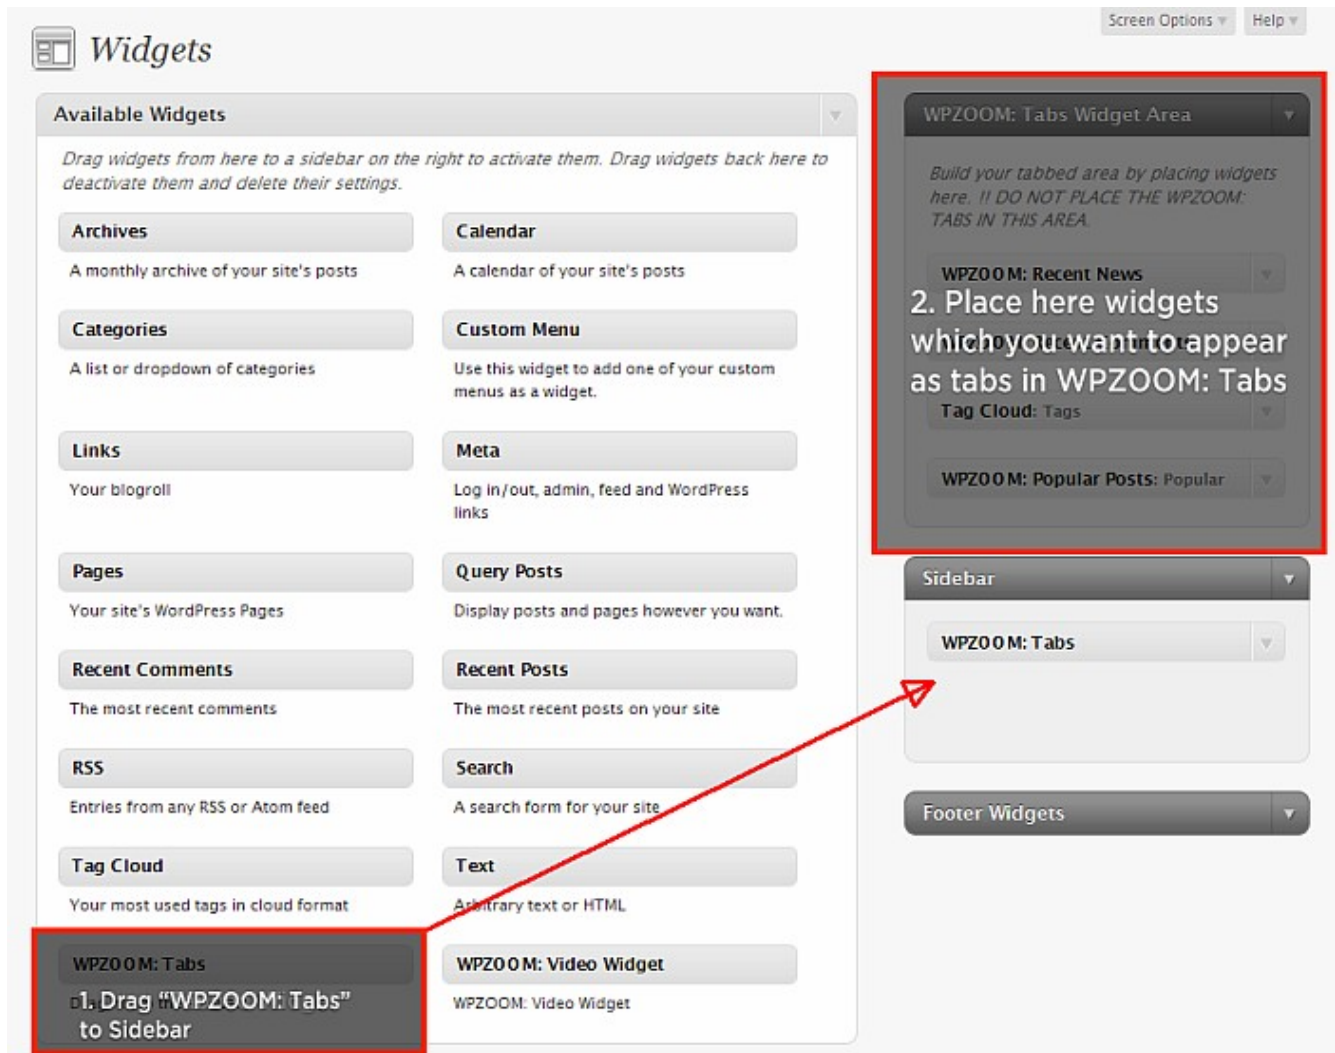 Screen Options
Help
Widgets
Available Widgets
Drag widgets from here to a sidebar on the right to activate them. Drag widgets back here to
deactivate them and delete their settings.
Archives
A monthly archive of your site's posts
Calendar
A calendar of your site's posts
Categories
A list or dropdown of categories
Custom Menu
Use this widget to add one of your custom
menus as a widget.
Links
Your blogroll
Meta
Log in/out, admin, feed and WordPress
links
Pages
Your site's WordPress Pages
Query Posts
Display posts and pages however you want.
Recent Comments
The most recent comments
Recent Posts
The most recent posts on your site
RSS
Entries from any RSS or Atom feed
Search
A search form for your site
Tag Cloud
Your most used tags in cloud format
Text
Arbitrary text or HTML
WPZOOM: Tabs
1. Drag “WPZOOM: Tabs”
to Sidebar
WPZOOM: Video Widget
WPZOOM: Video Widget
WPZOOM: Tabs Widget Area
Build your tabbed area by placing widgets
here. !! DO NOT PLACE THE WPZOOM:
TABS IN THIS AREA.
WPZOOM: Recent News
2. Place here widgets
which you want to appear
as tabs in WPZOOM: Tabs
Tag Cloud: Tags
WPZOOM: Popular Posts: Popular
Sidebar
WPZOOM: Tabs
Footer Widgets